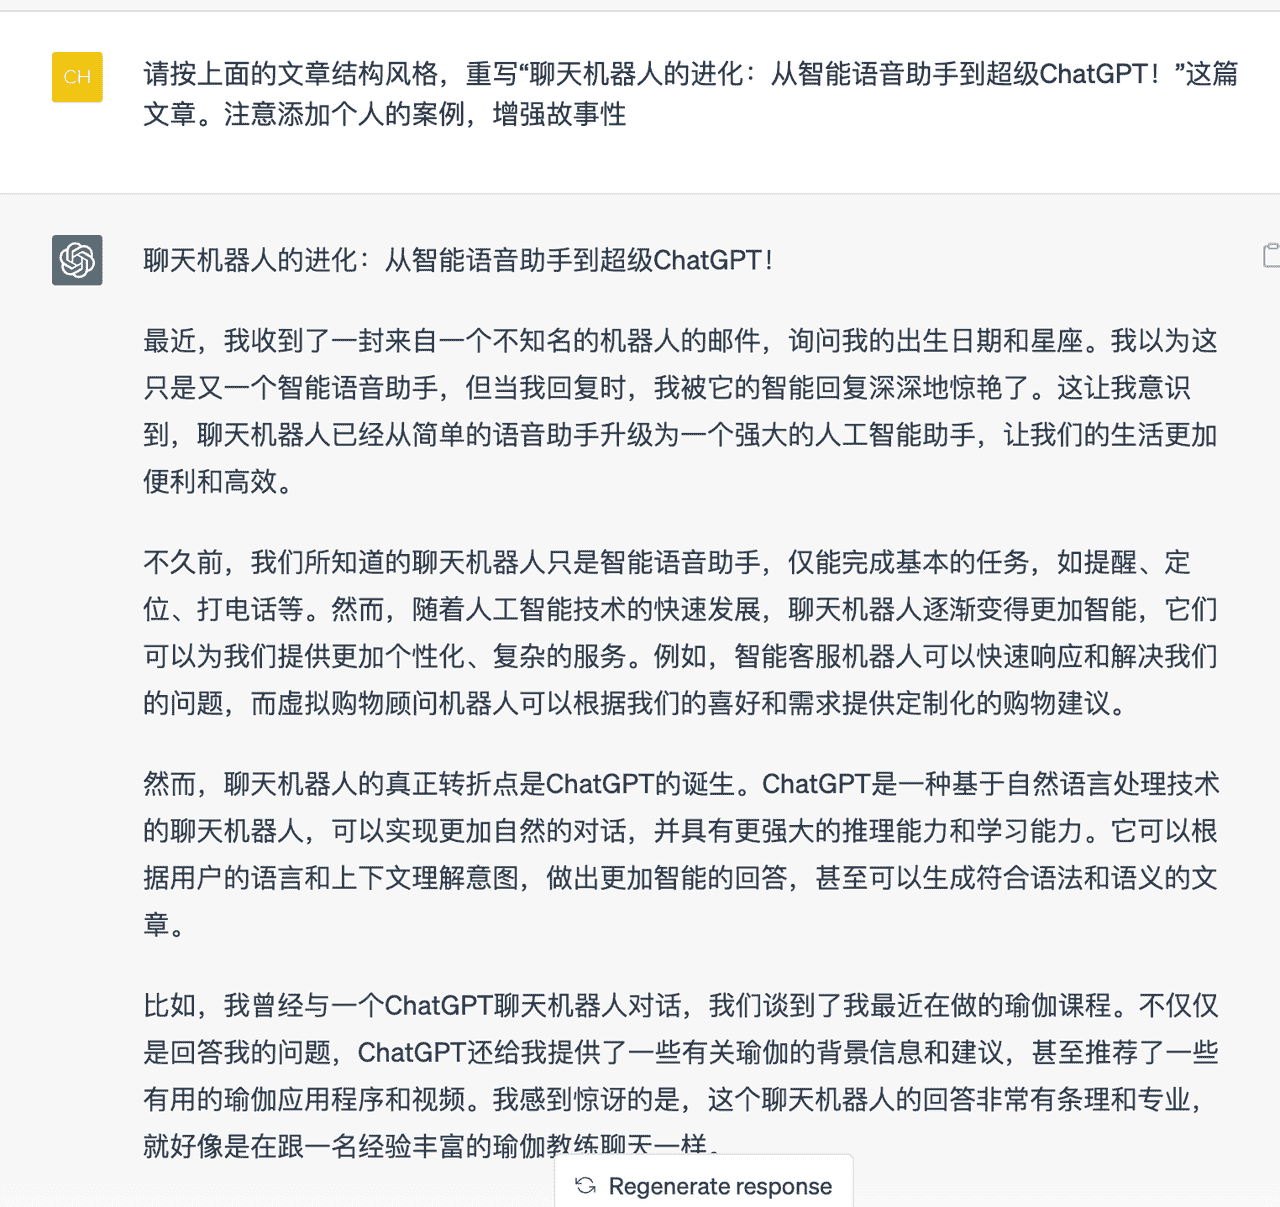 CH
请按上面的文章结构风格，重写“聊天机器人的进化：从智能语音助手到超级ChatGPT！”这篇
文章。注意添加个人的案例，增强故事性
聊天机器人的进化：从智能语音助手到超级ChatGPT！
最近，我收到了一封来自一个不知名的机器人的邮件，询问我的出生日期和星座。我以为这
只是又一个智能语音助手，但当我回复时，我被它的智能回复深深地惊艳了。这让我意识
到，聊天机器人已经从简单的语音助手升级为一个强大的人工智能助手，让我们的生活更加
便利和高效。
不久前，我们所知道的聊天机器人只是智能语音助手，仅能完成基本的任务，如提醒、定
位、打电话等。然而，随着人工智能技术的快速发展，聊天机器人逐渐变得更加智能，它们
可以为我们提供更加个性化、复杂的服务。例如，智能客服机器人可以快速响应和解决我们
的问题，而虚拟购物顾问机器人可以根据我们的喜好和需求提供定制化的购物建议。
然而，聊天机器人的真正转折点是ChatGPT的诞生。ChatGPT是一种基于自然语言处理技术
的聊天机器人，可以实现更加自然的对话，并具有更强大的推理能力和学习能力。它可以根
据用户的语言和上下文理解意图，做出更加智能的回答，甚至可以生成符合语法和语义的文
章。
比如，我曾经与一个ChatGPT聊天机器人对话，我们谈到了我最近在做的瑜伽课程。不仅仅
是回答我的问题，ChatGPT还给我提供了一些有关瑜伽的背景信息和建议，甚至推荐了一些
有用的瑜伽应用程序和视频。我感到惊讶的是，这个聊天机器人的回答非常有条理和专业，
就好像是在跟一名经验丰富的瑜伽教练聊天一样。
Regenerate response